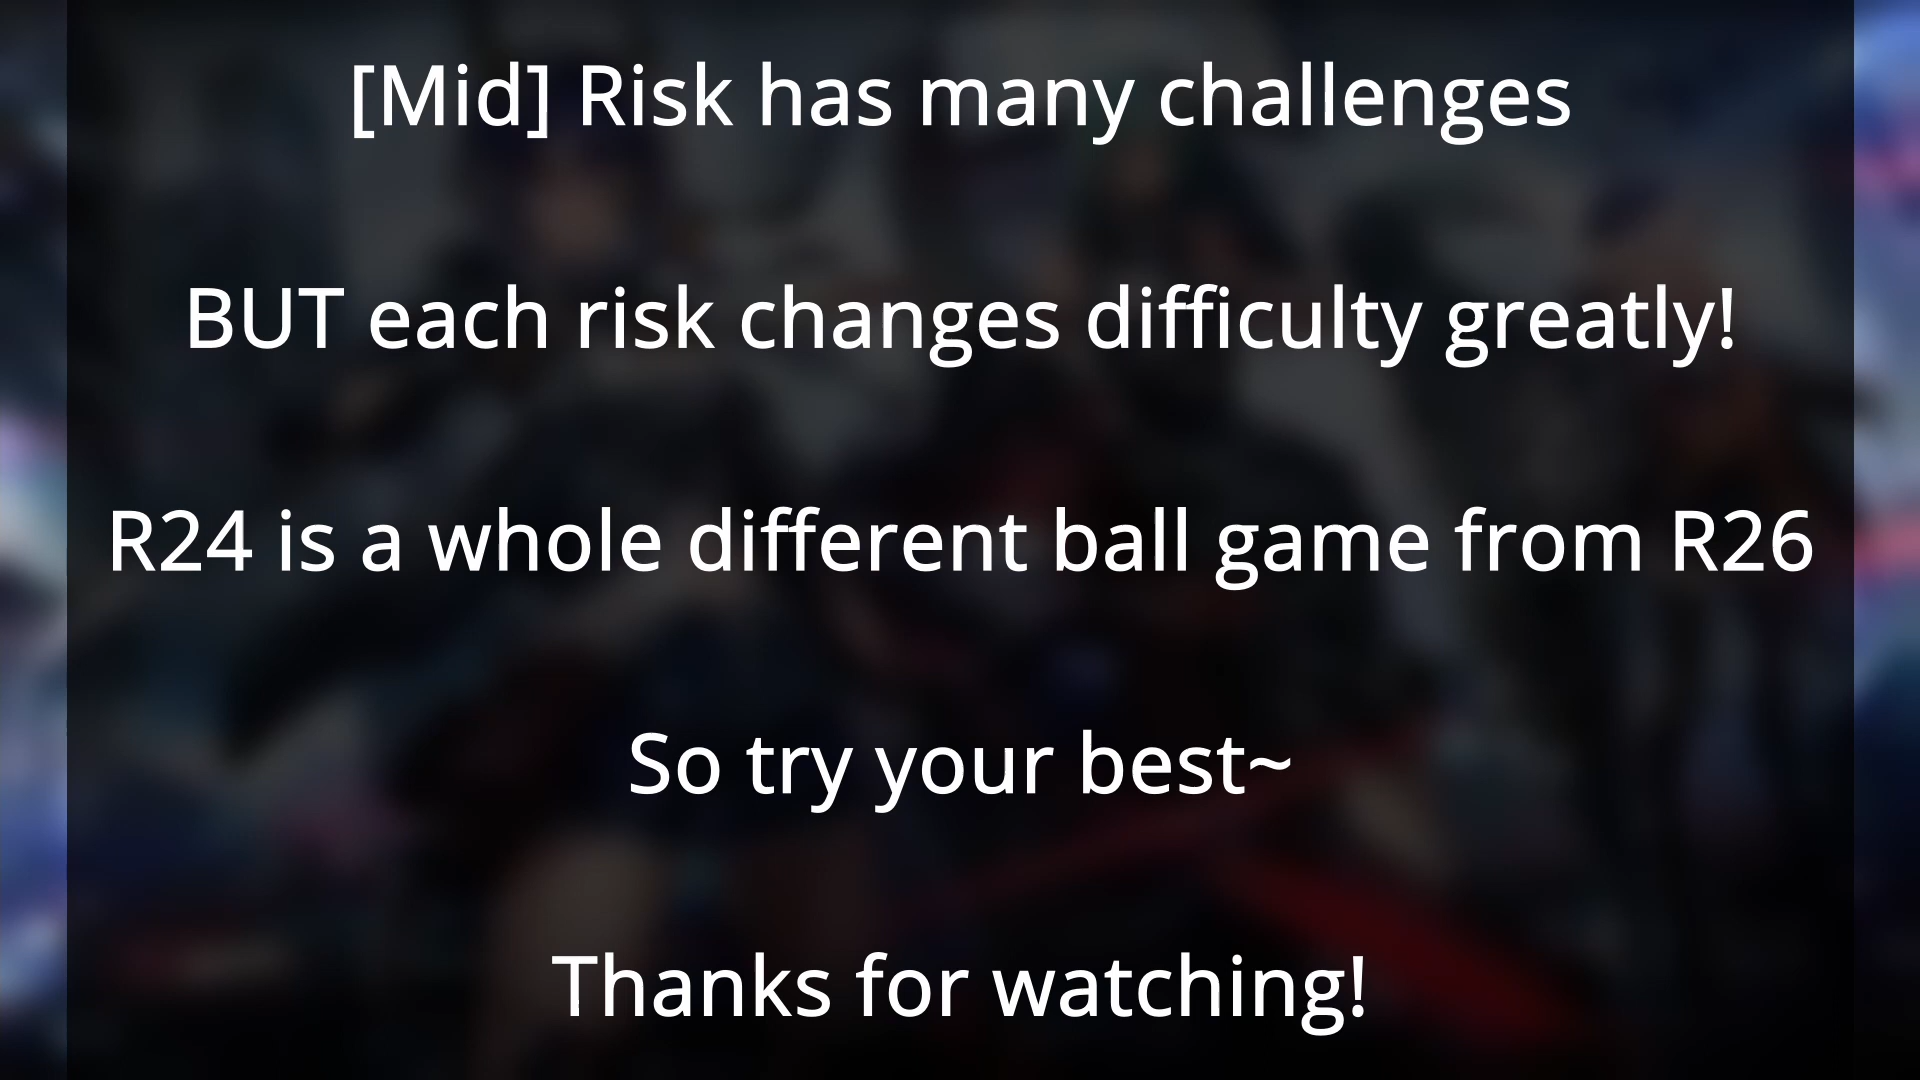 [Mid] Risk has many challenges
BUT each risk changes difficulty greatly!
R24 is a whole different ball game from R26
So try your best~
Thanks for watching!